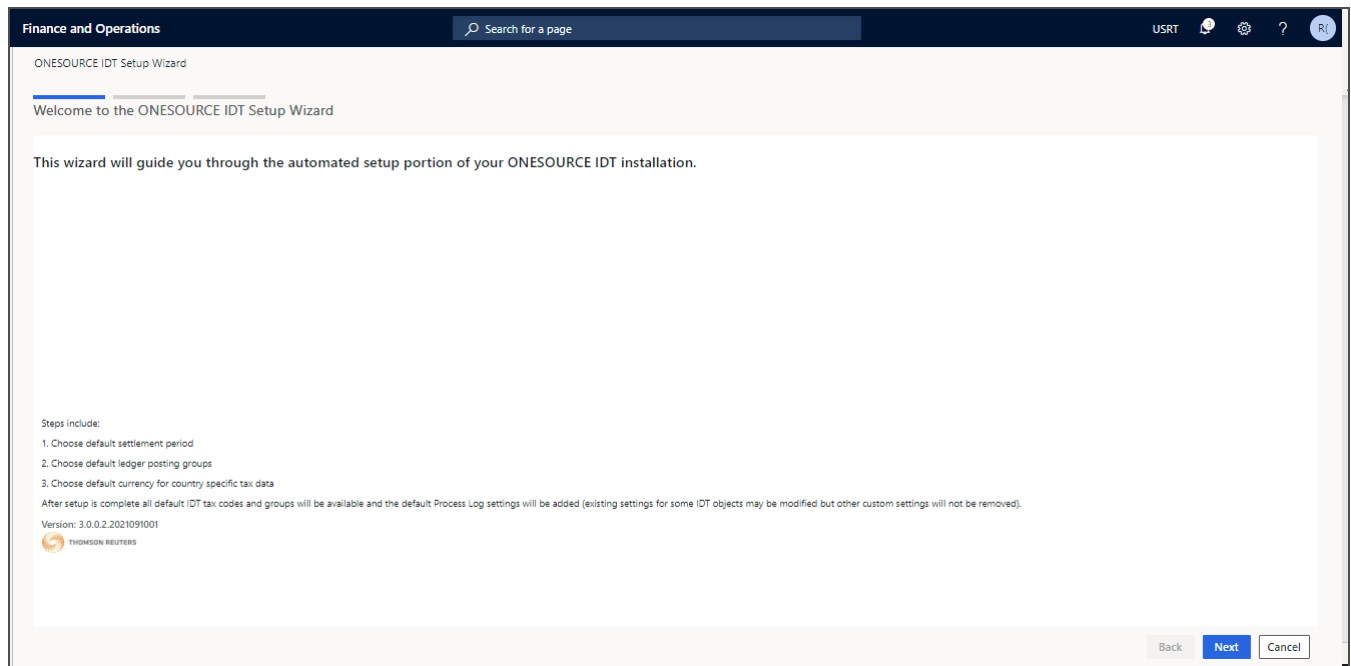 Finance and Operations
Search for a page
USRT
3
?
R(
ONESOURCE IDT Setup Wizard
Welcome to the ONESOURCE IDT Setup Wizard
This wizard will guide you through the automated setup portion of your ONESOURCE IDT installation.
Steps include:
1. Choose default settlement period
2. Choose default ledger posting groups
3. Choose default currency for country specific tax data
After setup is complete all default IDT tax codes and groups will be available and the default Process Log settings will be added (existing settings for some IDT objects may be modified but other custom settings will not be removed).
Version: 3.0.0.2.2021091001
THOMSON REUTERS
Back
Next
Cancel